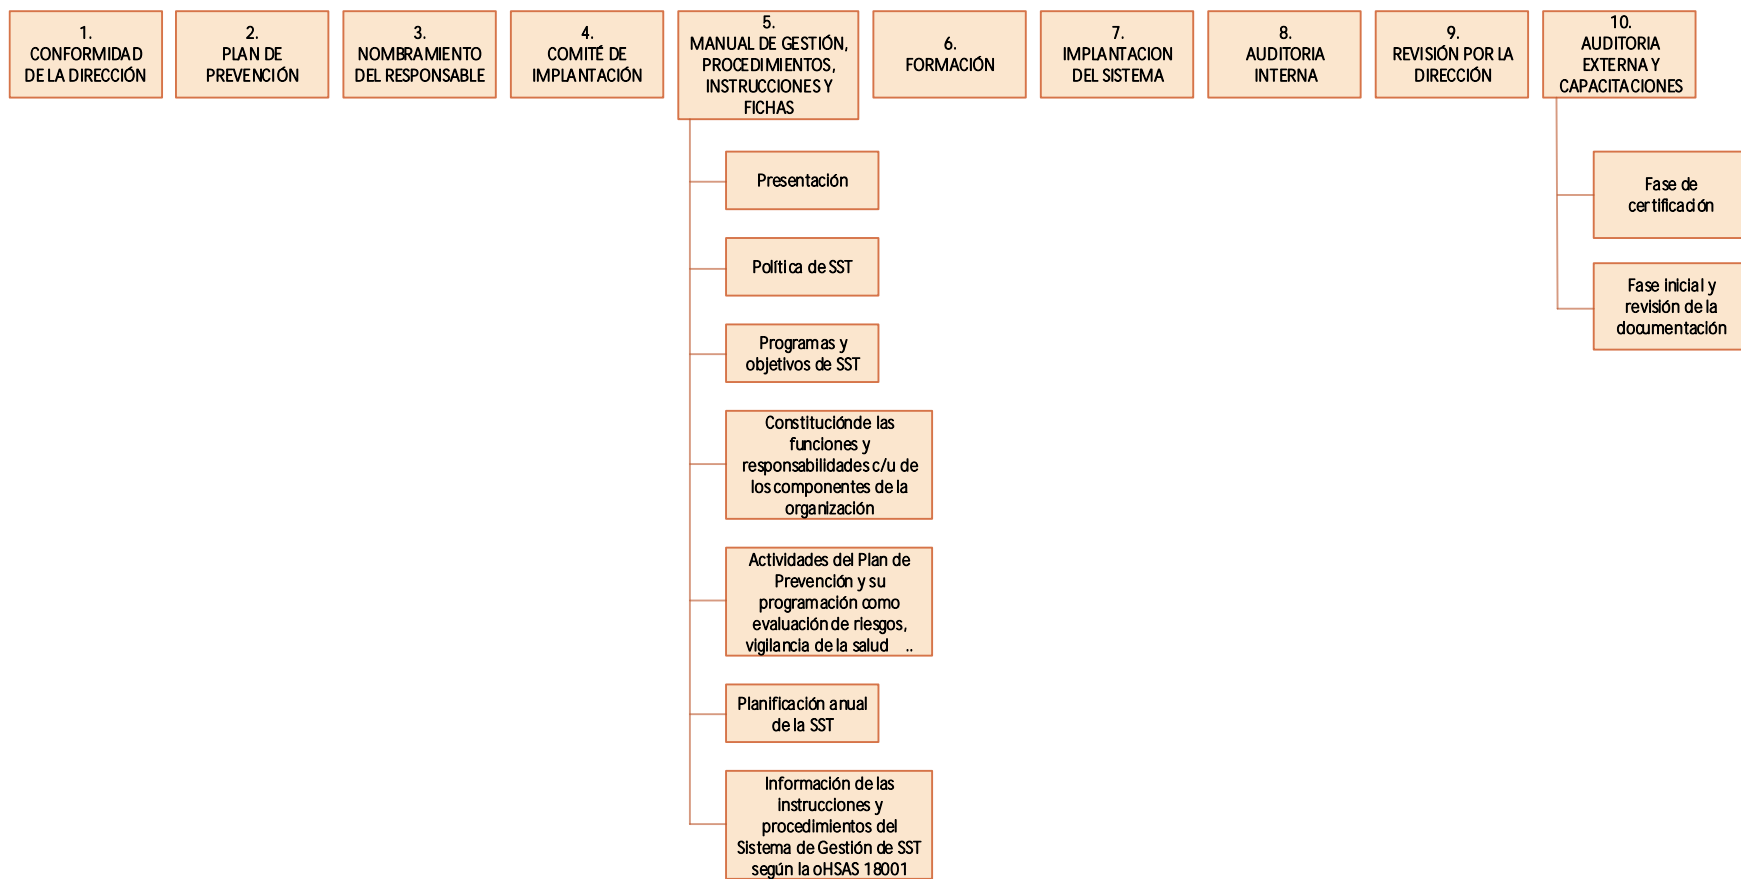 1.
CONFORMIDAD
DE LA DIRECCIÓN
2.
PLAN DE
PREVENCIÓN
3.
NOMBRAMIENTO
DEL RESPONSABLE
4.
COMITÉ DE
IMPLANTACIÓN
5.
MANUAL DE GESTIÓN,
PROCEDIMIENTOS,
INSTRUCCIONES Y
FICHAS
6.
FORMACIÓN
7.
IMPLANTACION
DEL SISTEMA
8.
AUDITORIA
INTERNA
9.
REVISIÓN POR LA
DIRECCIÓN
10.
AUDITORIA
EXTERNA Y
CAPACITACIONES
Presentación
Política de SST
Programas y
objetivos de SST
Constituciónde las
funciones y
responsabilidades c/u de
los componentes de la
organización
Actividades del Plan de
Prevención y su
programación como
evaluación de riesgos,
vigilancia de la salud ..
Planificación anual
de la SST
Información de las
instrucciones y
procedimientos del
Sistema de Gestión de SST
según la oHSAS 18001
Fase de
certificación
Fase inicial y
revisión de la
documentación